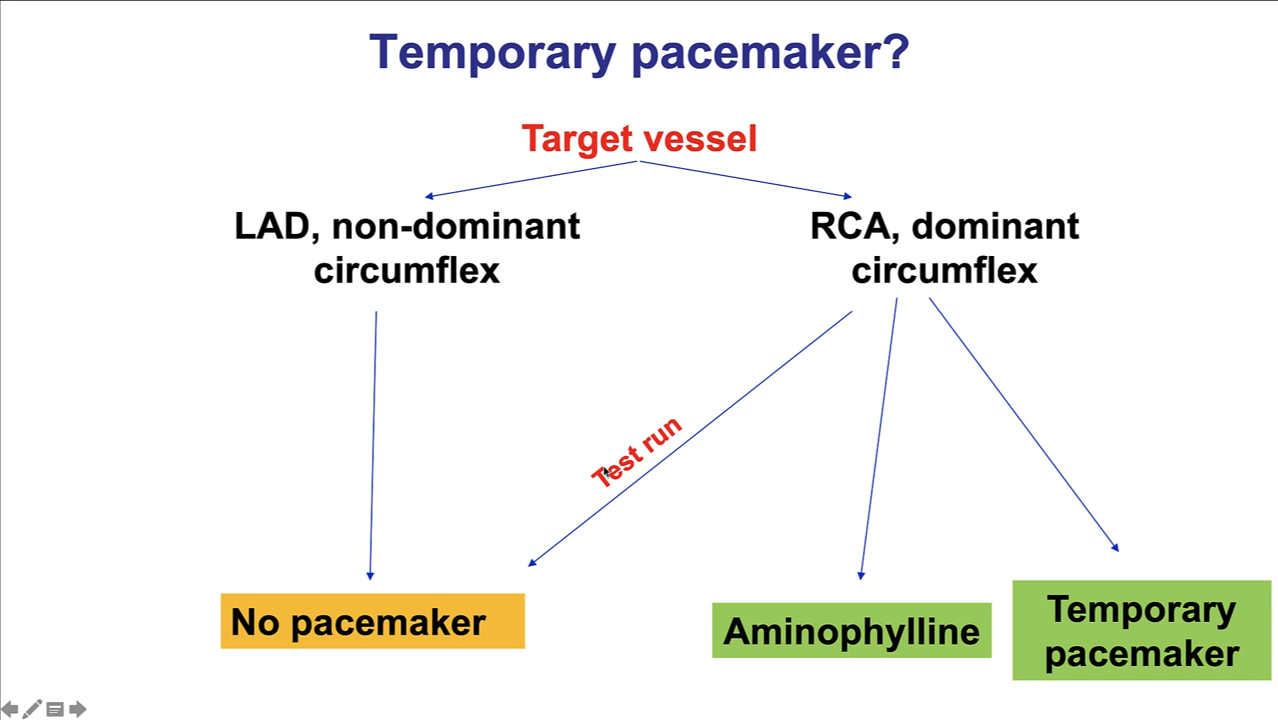 Temporary pacemaker?
Target vessel
LAD, non-dominant
circumflex
RCA, dominant
circumflex
Test run
No pacemaker
Aminophylline
Temporary
pacemaker